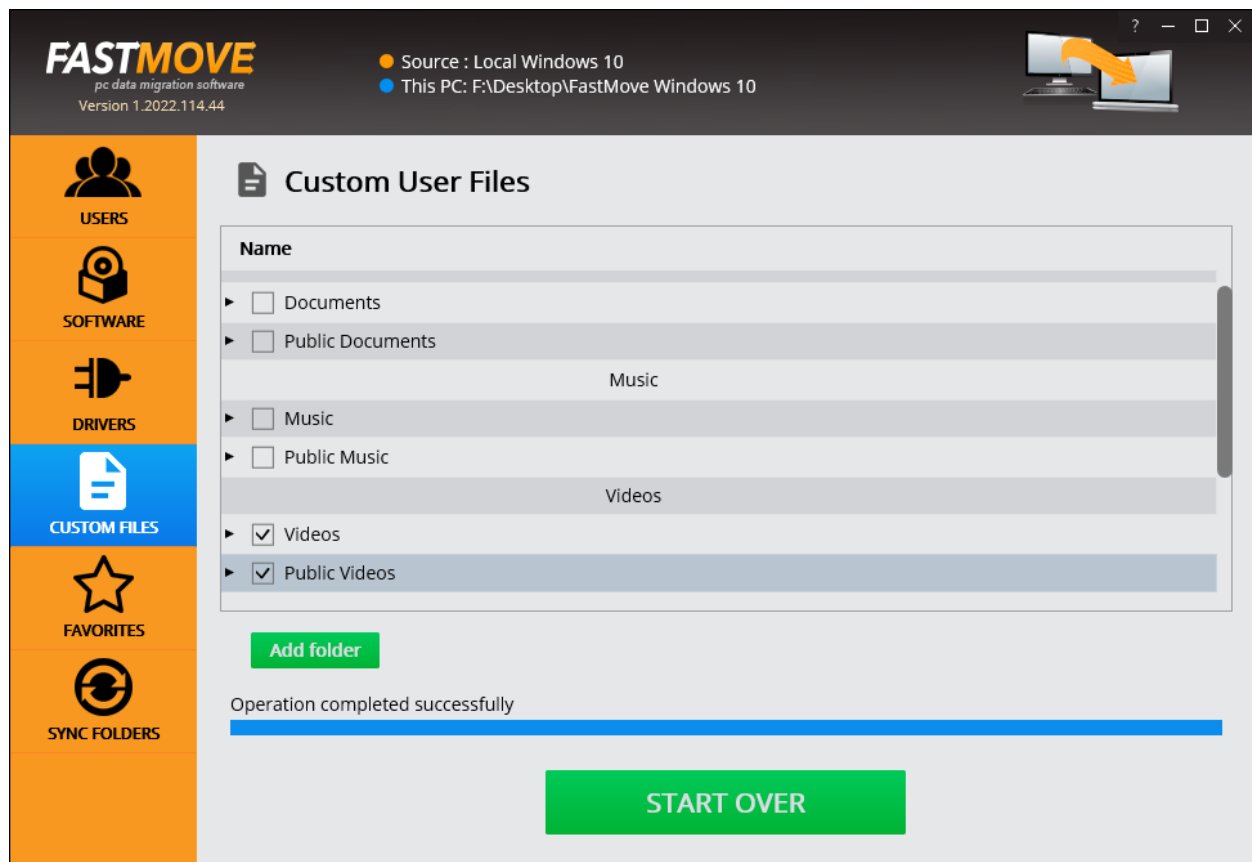 FASTMOVE
pc data migration software
Version 1.2022.114.44
Source : Local Windows 10
This PC: F:\Desktop\FastMove Windows 10
?
USERS
SOFTWARE
DRIVERS
CUSTOM FILES
FAVORITES
SYNC FOLDERS
Custom User Files
Name
Documents
Public Documents
Music
Music
Public Music
Videos
Videos
Public Videos
Add folder
Operation completed successfully
START OVER